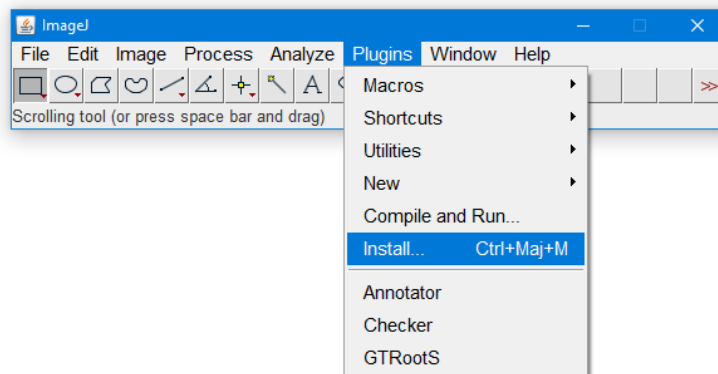 ImageJ
File Edit Image Process Analyze Plugins Window Help
A
>>
Scrolling tool (or press space bar and drag)
Macros
Shortcuts
Utilities
New
Compile and Run...
Install... Ctrl+Maj+M
Annotator
Checker
GTRootS